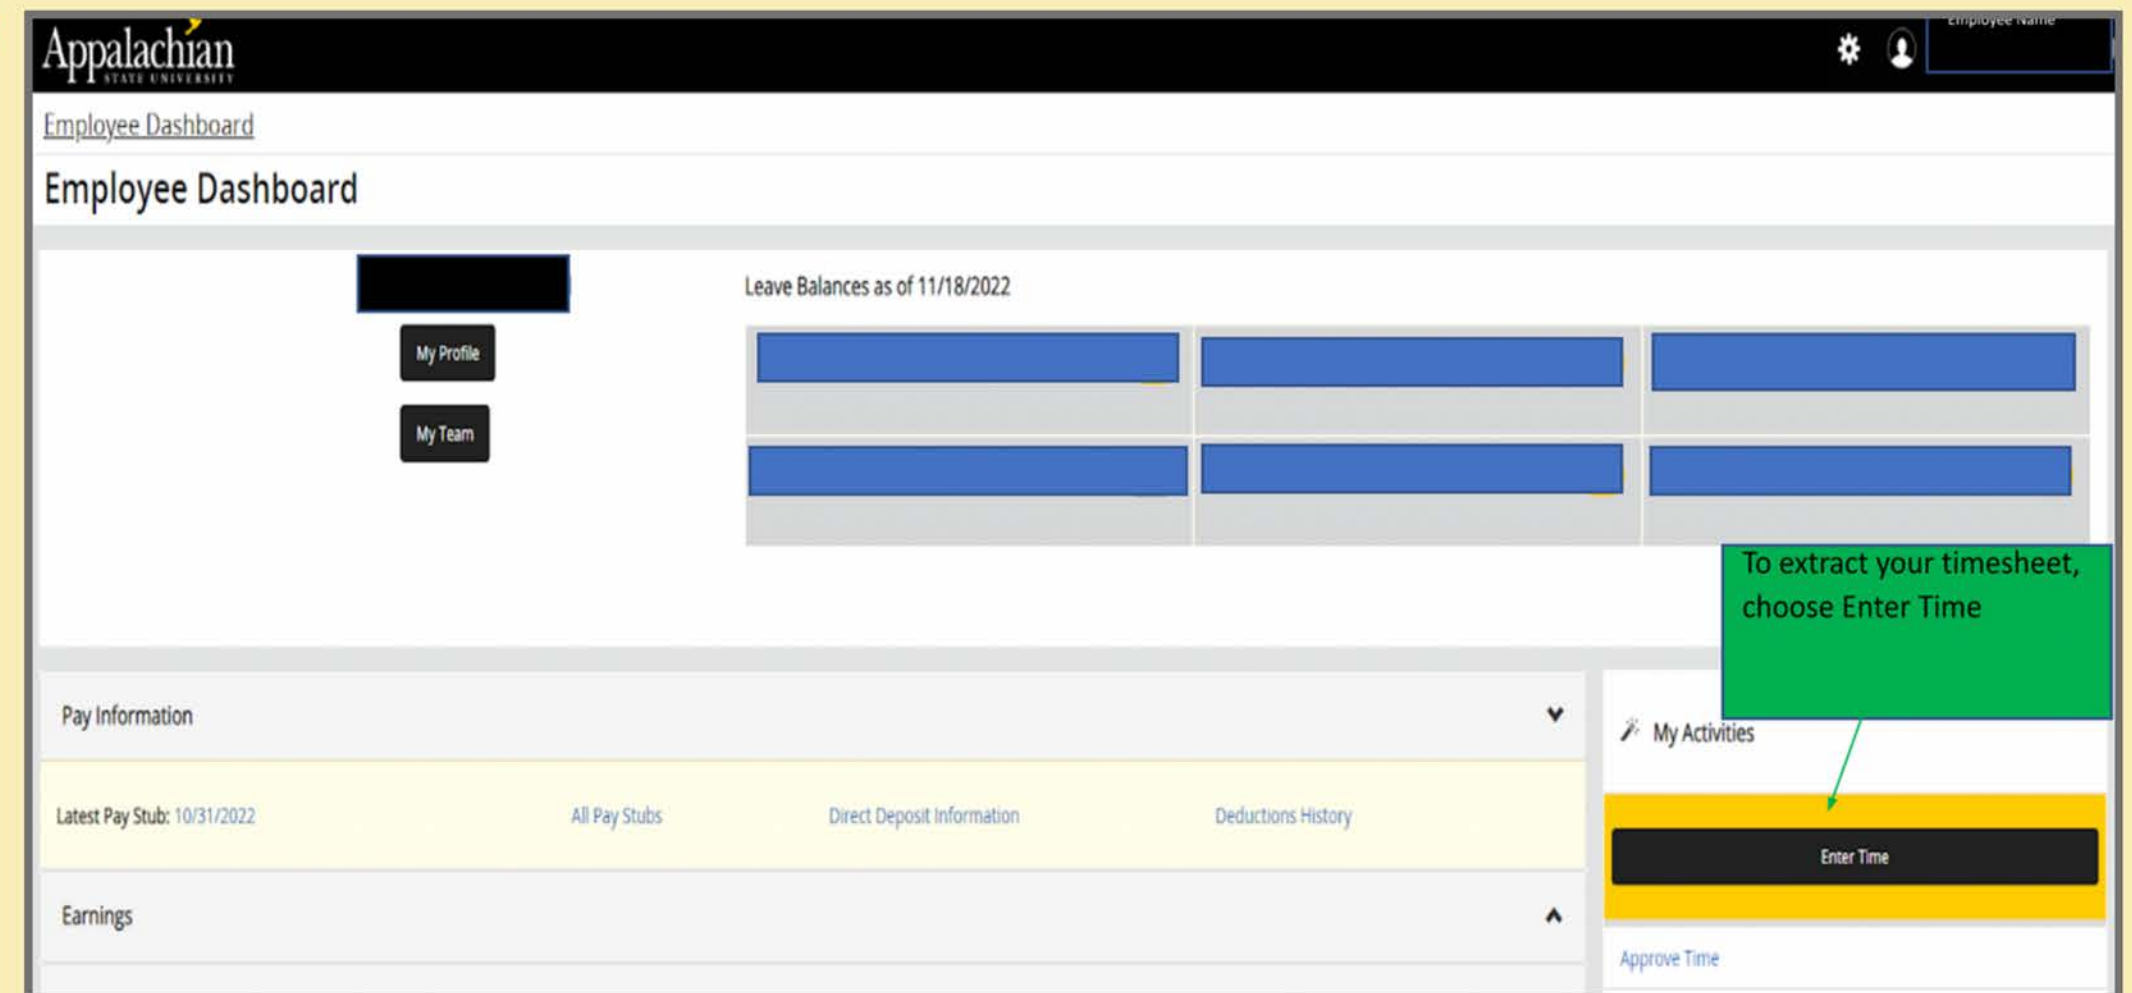 Appalachian
STATE UNIVERSITY
Employee Name
Employee Dashboard
Employee Dashboard
Leave Balances as of 11/18/2022
My Profile
My Team
To extract your timesheet,
choose Enter Time
Pay Information
My Activities
Latest Pay Stub: 10/31/2022 All Pay Stubs Direct Deposit Information Deductions History
Enter Time
Earnings
Approve Time